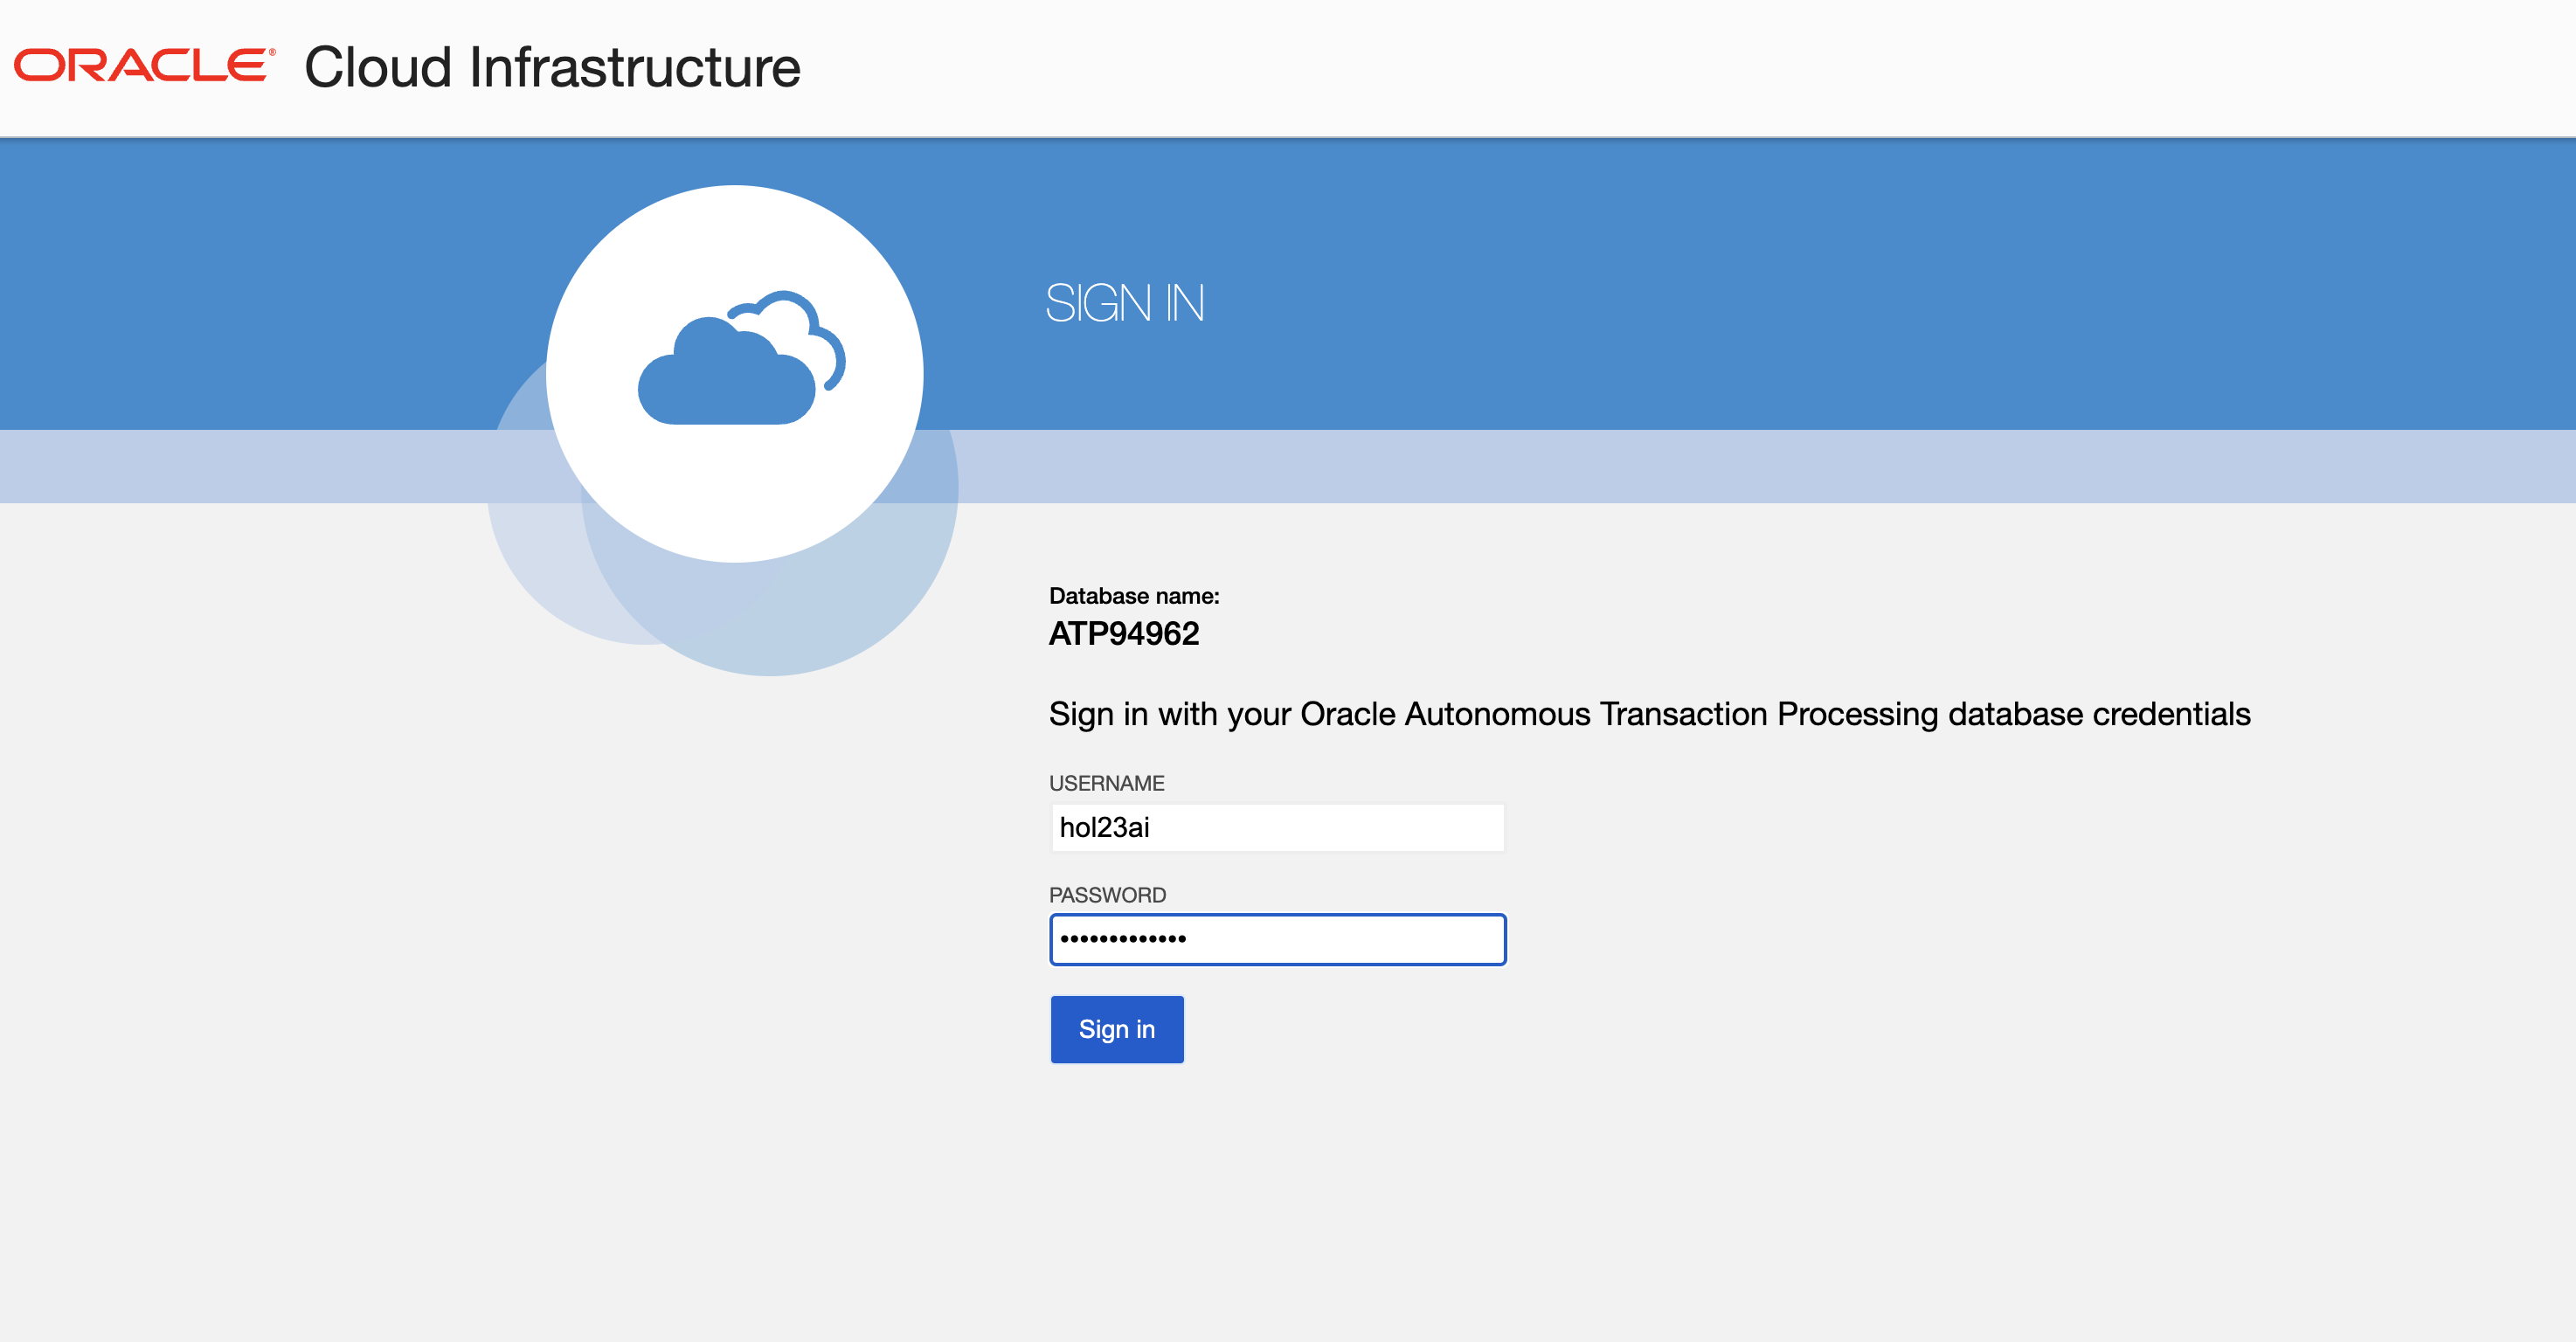 ORACLE® Cloud Infrastructure
SIGN IN
Database name:
ATP94962
Sign in with your Oracle Autonomous Transaction Processing database credentials
USERNAME
hol23ai
PASSWORD
•••••••••••••
Sign in